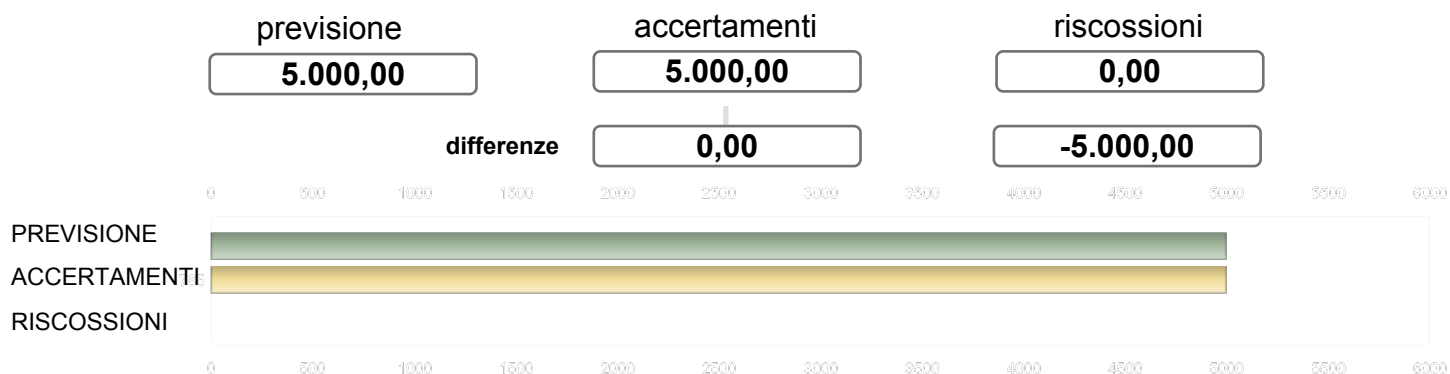 previsione accertamenti riscossioni
5.000,00 5.000,00 0,00
differenze 0,00 -5.000,00
0 500 1000 1500 2000 2500 3000 3500 4000 4500 5000 5500 6000
PREVISIONE
ACCERTAMENTI
RISCOSSIONI
0 500 1000 1500 2000 2500 3000 3500 4000 4500 5000 5500 6000